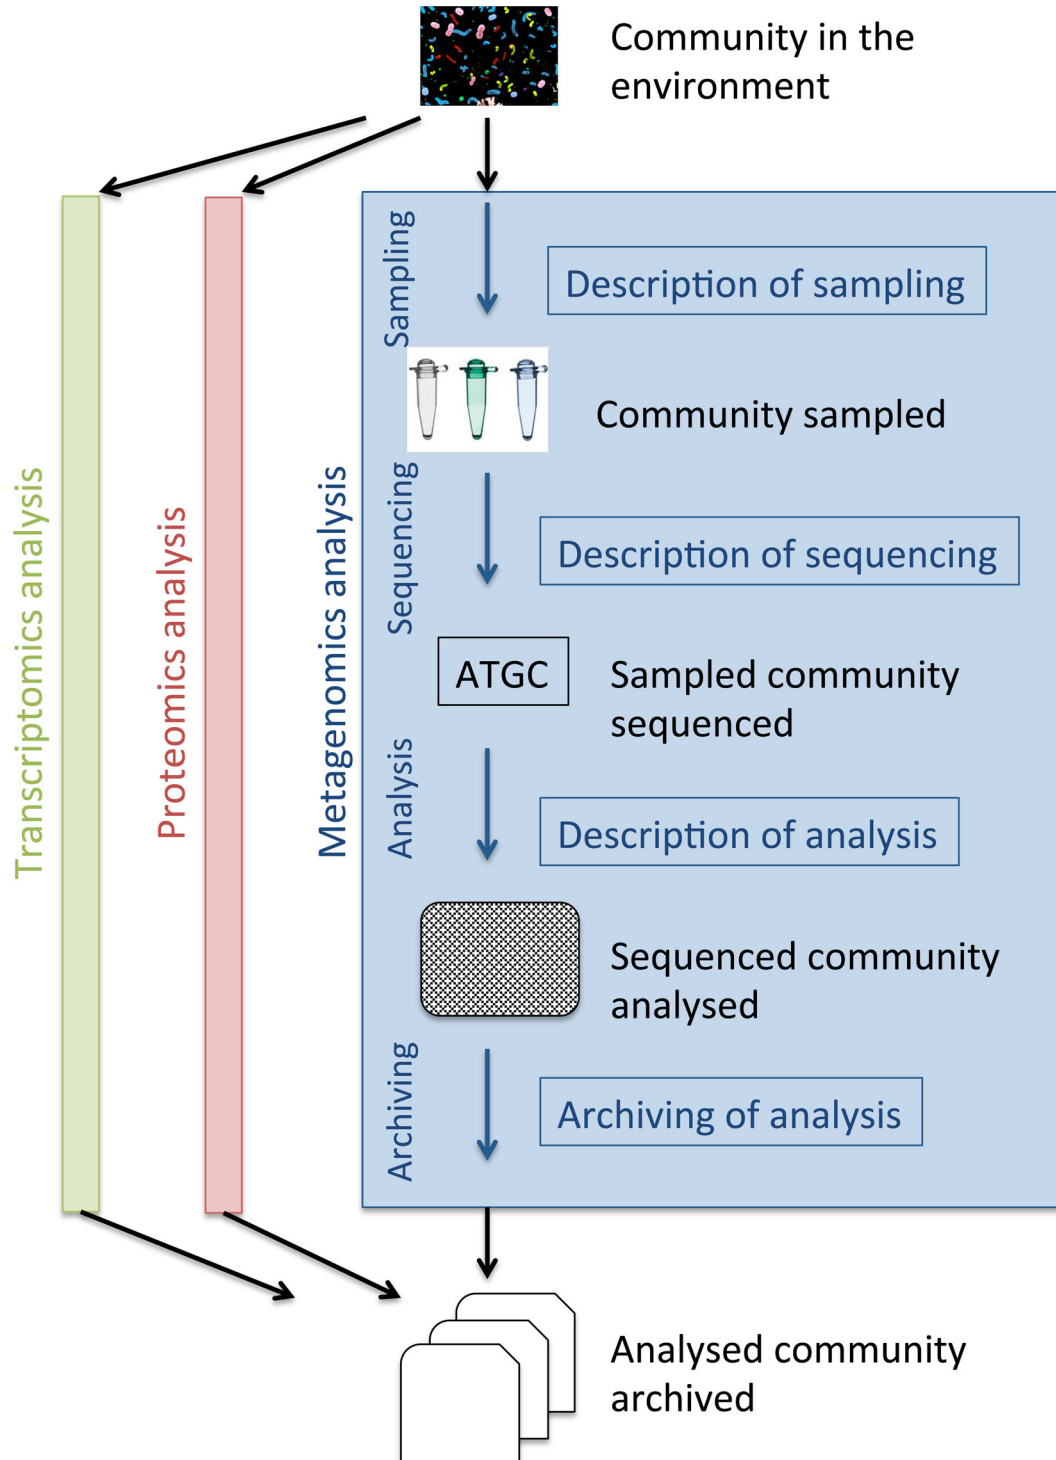 Community in the
environment
Transcriptomics analysis
Proteomics analysis
Metagenomics analysis
Sampling
Description of sampling
Community sampled
Sequencing
Description of sequencing
ATGC
Sampled community
sequenced
Analysis
Description of analysis
Sequenced community
analysed
Archiving
Archiving of analysis
Analysed community
archived